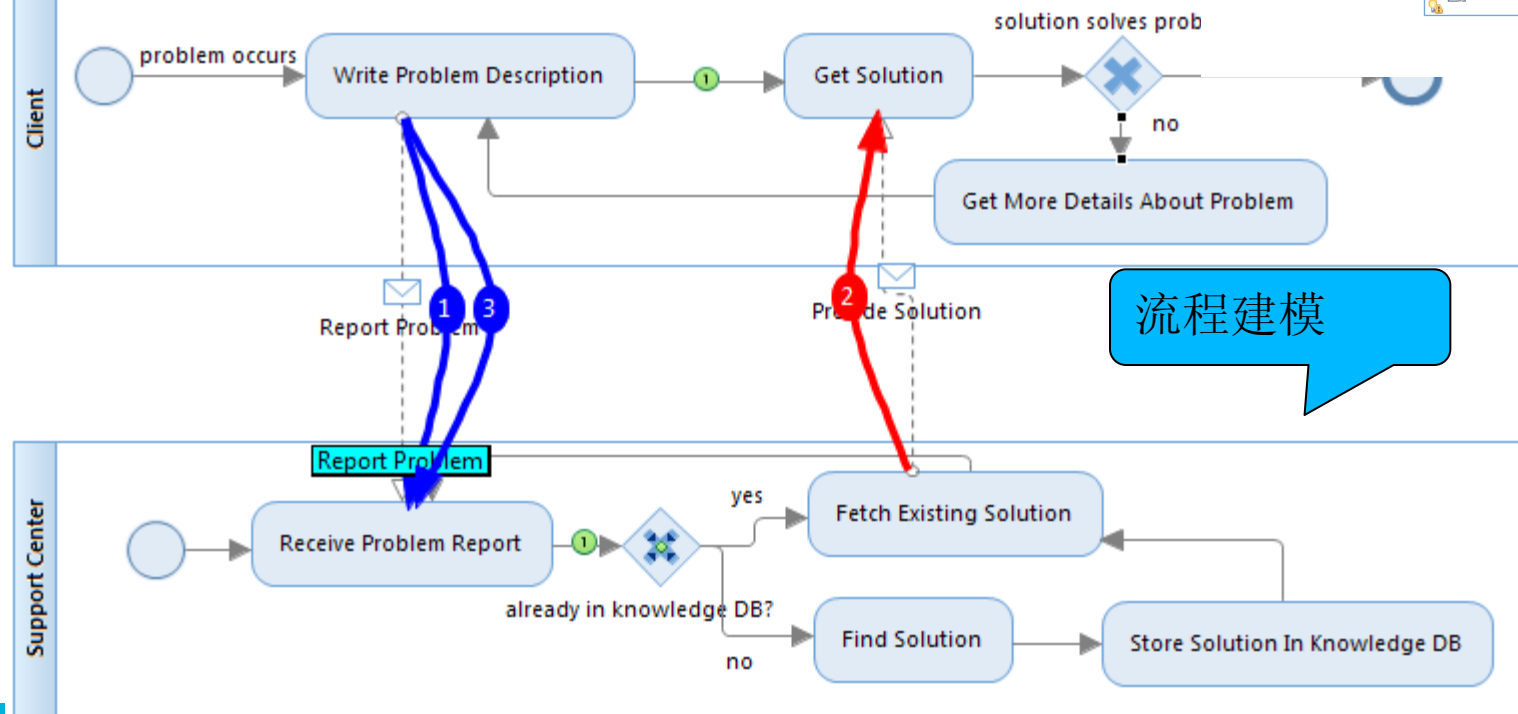 solution solves prob
Client
problem occurs
Write Problem Description
1
Get Solution
no
Get More Details About Problem
Report Problem
1
3
2
Provide Solution
流程建模
Report Problem
Support Center
Receive Problem Report
1
already in knowledge DB?
yes
no
Fetch Existing Solution
Find Solution
Store Solution In Knowledge DB